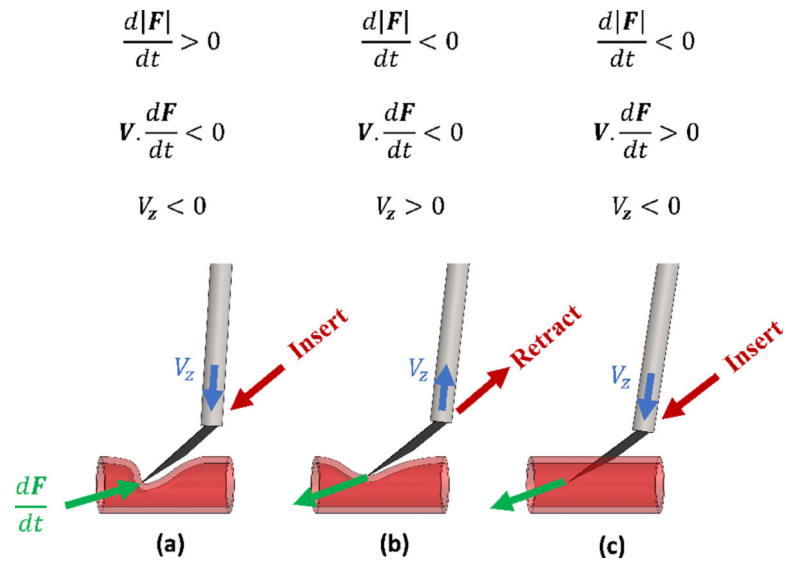 d|F|/dt > 0 d|F|/dt < 0 d|F|/dt < 0
V.dF/dt < 0 V.dF/dt < 0 V.dF/dt > 0
V_z < 0 V_z > 0 V_z < 0
Insert Retract Insert
V_z V_z V_z
dF/dt
(a) (b) (c)